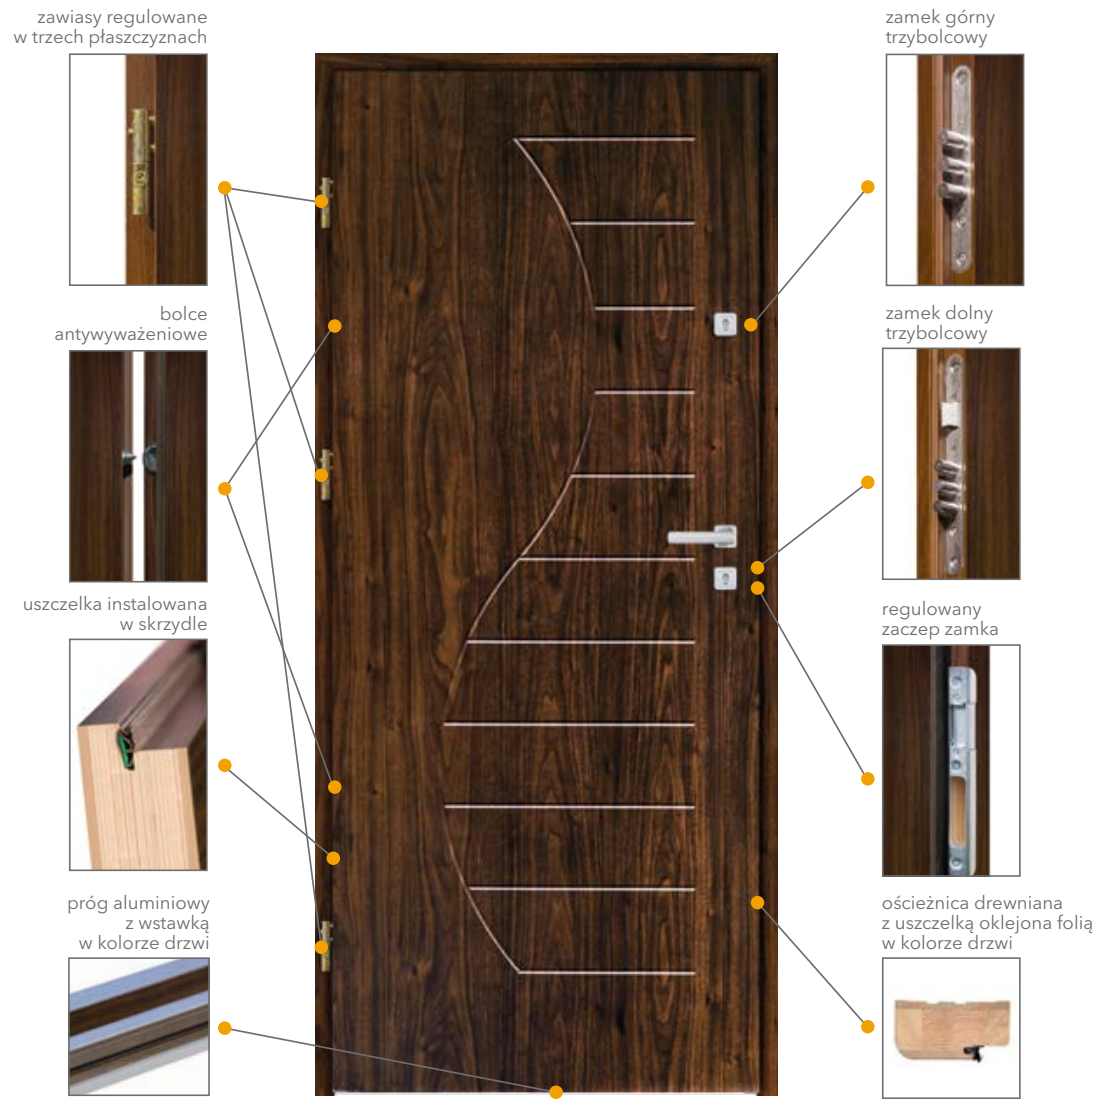 zawiasy regulowane
w trzech płaszczyznach
bolce
antywyważeniowe
uszczelka instalowana
w skrzydle
próg aluminiowy
z wstawką
w kolorze drzwi
zamek górny
trzybolcowy
zamek dolny
trzybolcowy
regulowany
zaczep zamka
ościeżnica drewniana
z uszczelką oklejona folią
w kolorze drzwi